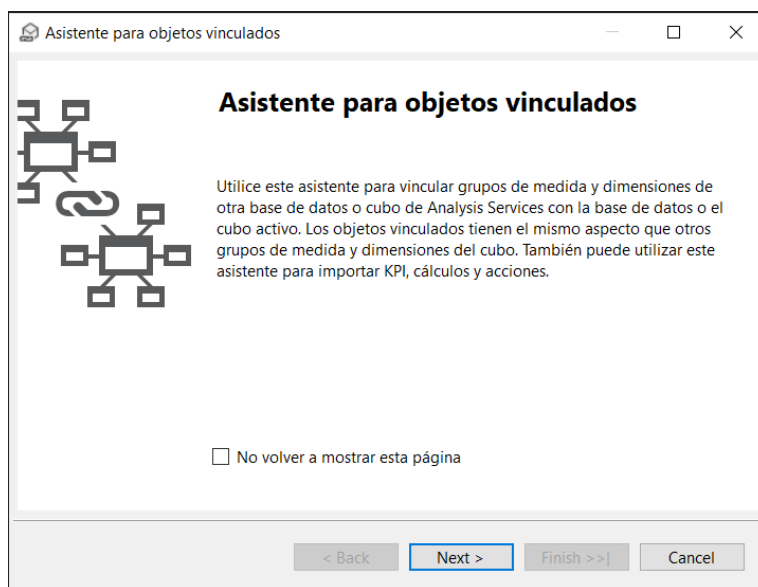 Asistente para objetos vinculados
Asistente para objetos vinculados
Utilice este asistente para vincular grupos de medida y dimensiones de
otra base de datos o cubo de Analysis Services con la base de datos o el
cubo activo. Los objetos vinculados tienen el mismo aspecto que otros
grupos de medida y dimensiones del cubo. También puede utilizar este
asistente para importar KPI, cálculos y acciones.
No volver a mostrar esta página
< Back Next > Finish >>| Cancel